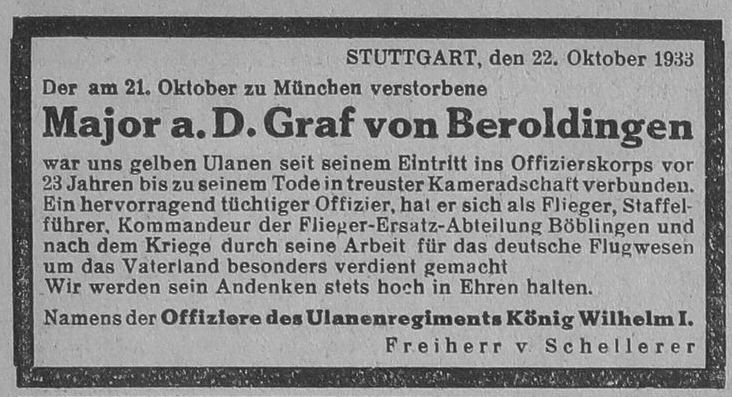 STUTTGART, den 22. Oktober 1933
Der am 21. Oktober zu München verstorbene
Major a. D. Graf von Beroldingen
war uns gelben Ulanen seit seinem Eintritt ins Offizierskorps vor
23 Jahren bis zu seinem Tode in treuster Kameradschaft verbunden.
Ein hervorragend tüchtiger Offizier, hat er sich als Flieger, Staffel-
führer, Kommandeur der Flieger-Ersatz-Abteilung Böblingen und
nach dem Kriege durch seine Arbeit für das deutsche Flugwesen
um das Vaterland besonders verdient gemacht
Wir werden sein Andenken stets hoch in Ehren halten.
Namens der Offiziere des Ulanenregiments König Wilhelm I.
Freiherr v Schellerer